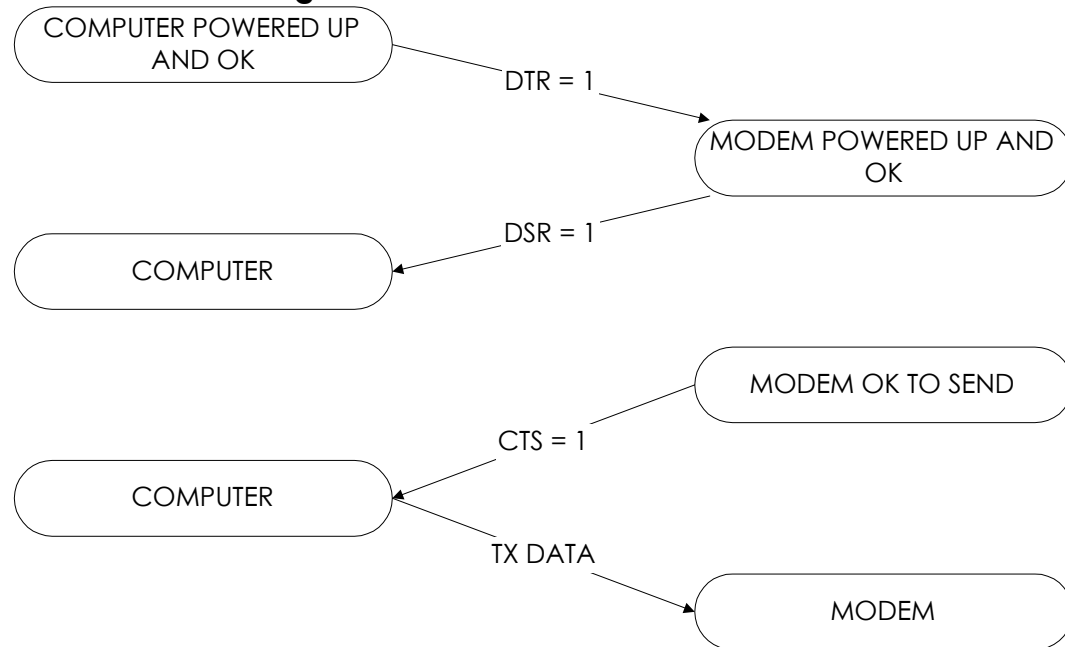 COMPUTER POWERED UP
AND OK
DTR = 1
MODEM POWERED UP AND
OK
DSR = 1
COMPUTER
MODEM OK TO SEND
CTS = 1
COMPUTER
TX DATA
MODEM